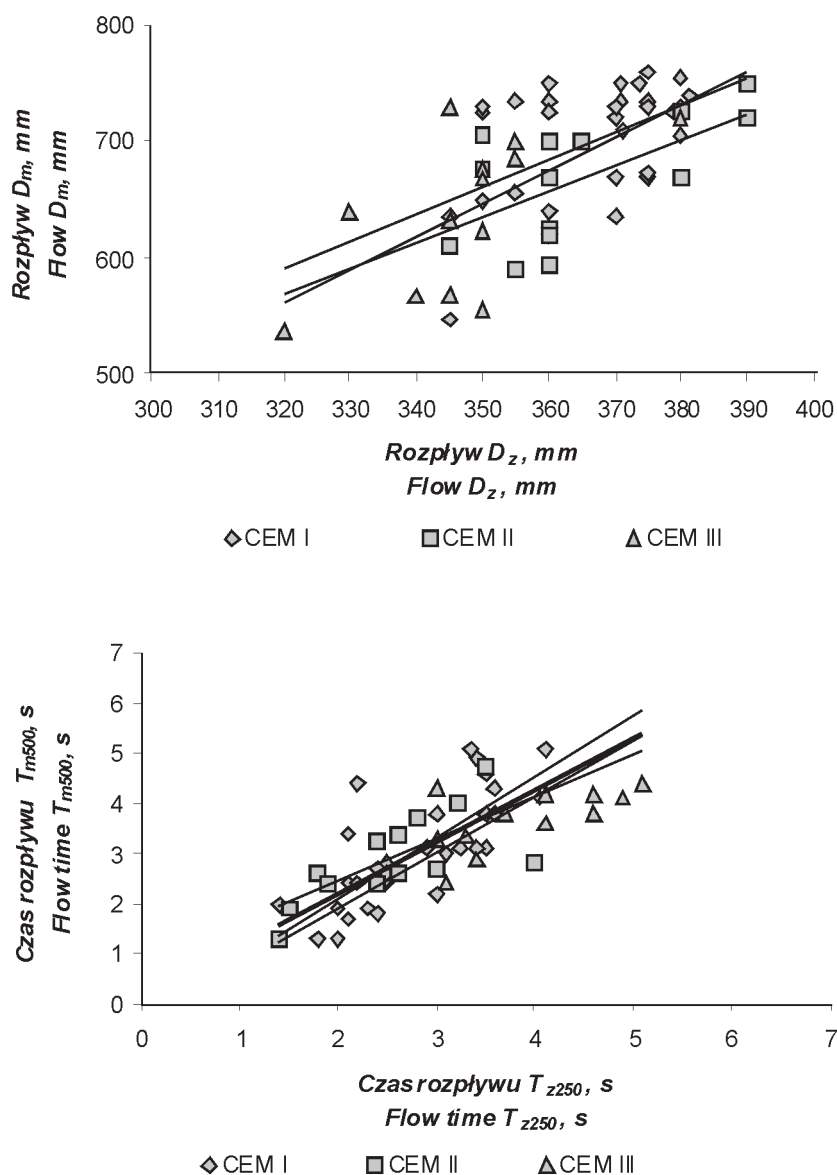 800
700
600
500
Rozpływ Dm, mm
Flow Dm, mm
300 310 320 330 340 350 360 370 380 390 400
Rozpływ Dz, mm
Flow Dz, mm
CEM I CEM II CEM III
7
6
5
4
3
2
1
0
Czas rozpływu Tm500, s
Flow time Tm500, s
0 1 2 3 4 5 6 7
Czas rozpływu Tz250, s
Flow time Tz250, s
CEM I CEM II CEM III